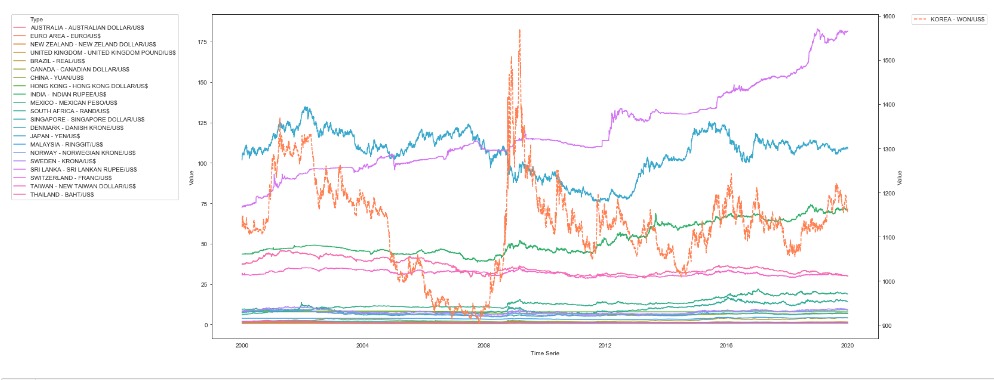 Type
AUSTRALIA - AUSTRALIAN DOLLAR/US$
EURO AREA - EURO/US$
NEW ZEALAND - NEW ZELAND DOLLAR/US$
UNITED KINGDOM - UNITED KINGDOM POUND/US$
BRAZIL - REAL/US$
CANADA - CANADIAN DOLLAR/US$
CHINA - YUAN/US$
HONG KONG - HONG KONG DOLLAR/US$
INDIA - INDIAN RUPEE/US$
MEXICO - MEXICAN PESO/US$
SOUTH AFRICA - RAND/US$
SINGAPORE - SINGAPORE DOLLAR/US$
DENMARK - DANISH KRONE/US$
JAPAN - YEN/US$
MALAYSIA - RINGGIT/US$
NORWAY - NORWEGIAN KRONE/US$
SWEDEN - KRONA/US$
SRI LANKA - SRI LANKAN RUPEE/US$
SWITZERLAND - FRANC/US$
TAIWAN - NEW TAIWAN DOLLAR/US$
THAILAND - BAHT/US$
175
150
125
100
75
50
25
0
Value
2000
2004
2008
2012
2016
2020
Time Serie
1600
1500
1400
1300
1200
1100
1000
900
Value
KOREA - WON/US$